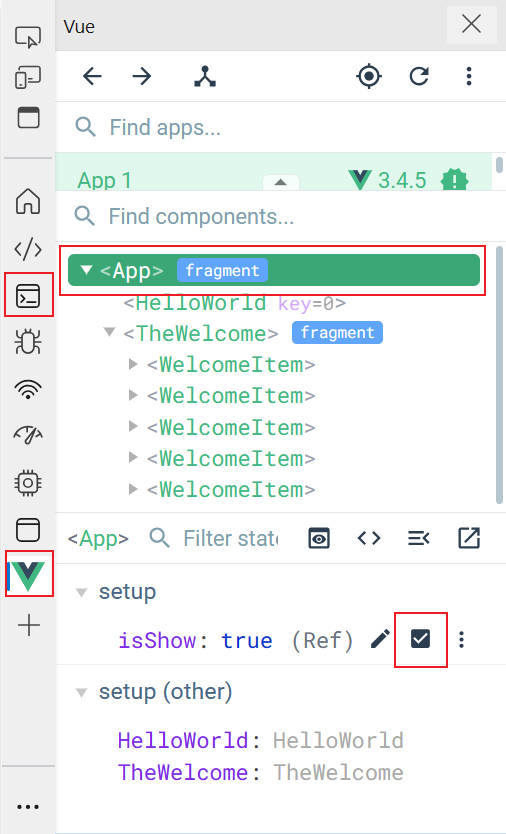 Vue
Find apps...
App 1 3.4.5
Find components...
<App> fragment
<HelloWorld key=0>
<TheWelcome> fragment
<WelcomeItem>
<WelcomeItem>
<WelcomeItem>
<WelcomeItem>
<WelcomeItem>
<App> Filter state
setup
isShow: true (Ref)
setup (other)
HelloWorld: HelloWorld
TheWelcome: TheWelcome